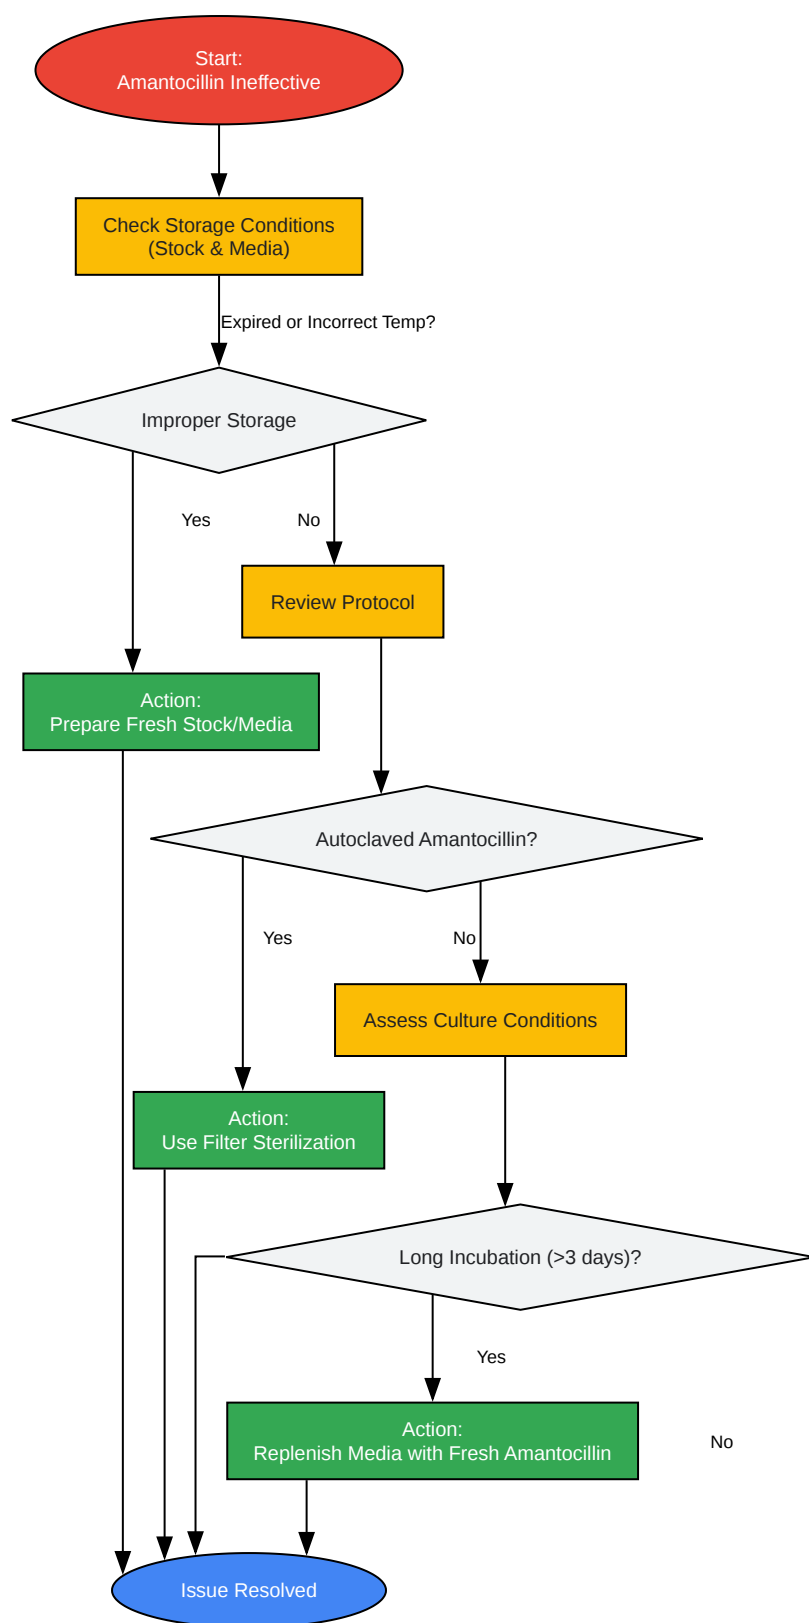 Start:
Amantocillin Ineffective
Check Storage Conditions
(Stock & Media)
Expired or Incorrect Temp?
Improper Storage
Yes
No
Review Protocol
Action:
Prepare Fresh Stock/Media
Autoclaved Amantocillin?
Yes
No
Assess Culture Conditions
Action:
Use Filter Sterilization
Long Incubation (>3 days)?
Yes
Action:
Replenish Media with Fresh Amantocillin
No
Issue Resolved